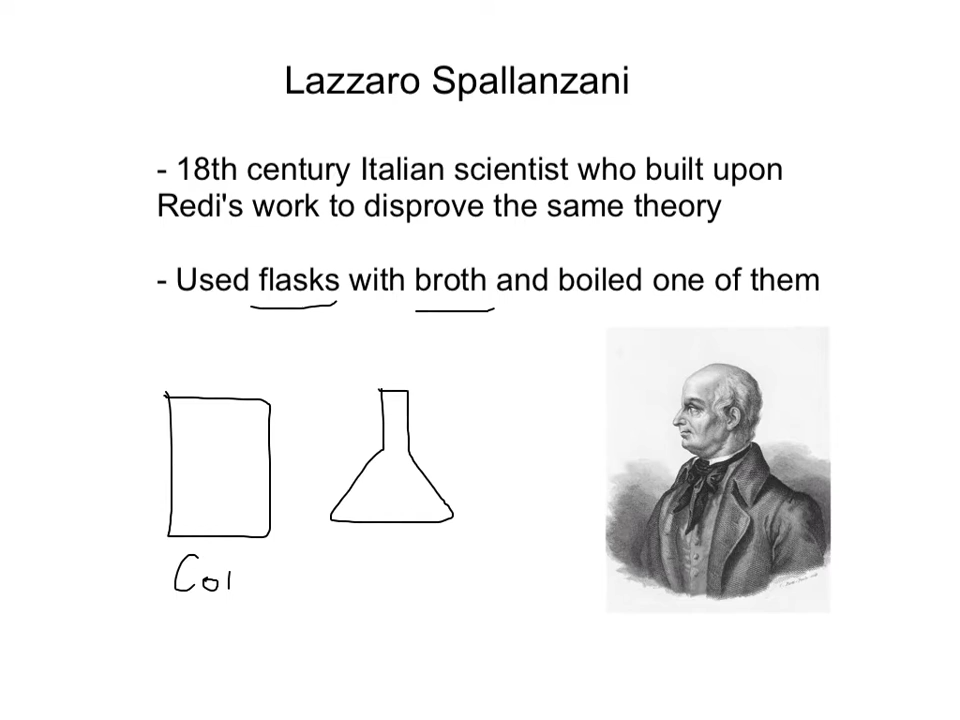 Lazzaro Spallanzani
- 18th century Italian scientist who built upon
Redi's work to disprove the same theory
- Used flasks with broth and boiled one of them
Col